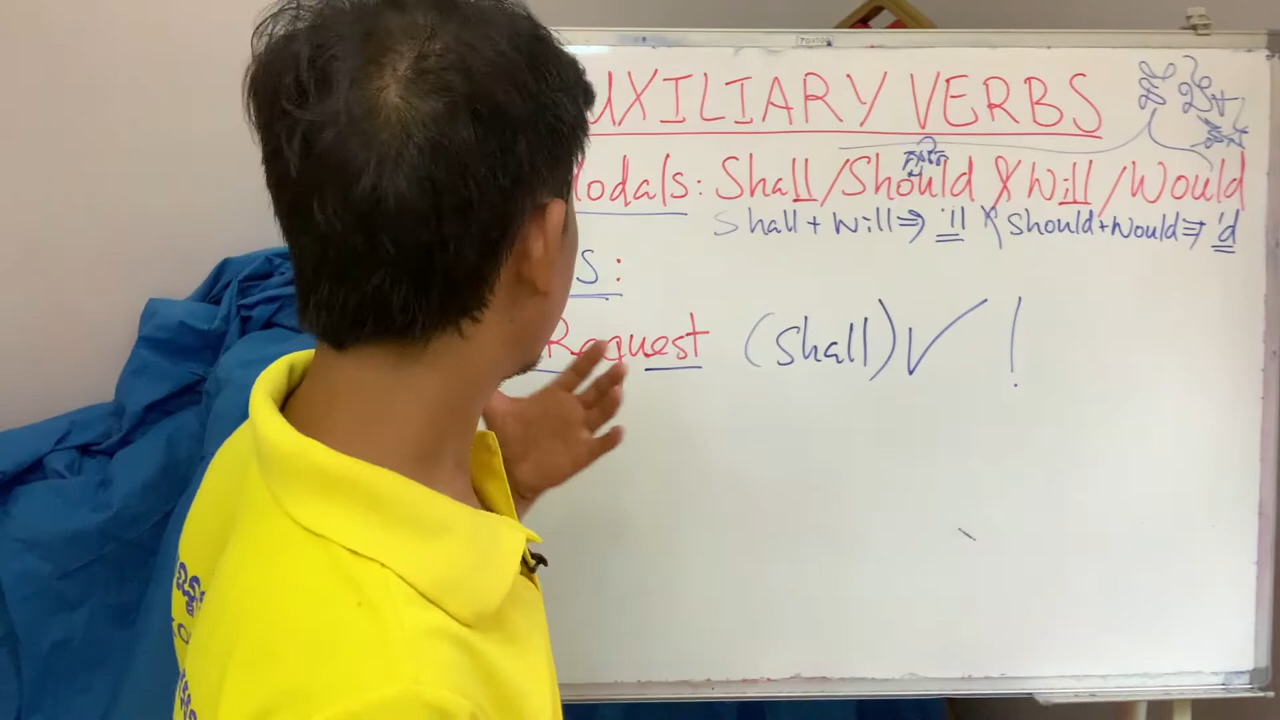 UXILIARY VERBS
odals: Shall/Should & Will/Would
Shall + Will ⇒ 'll & Should + Would ⇒ 'd
S:
Request (Shall) ✓ !